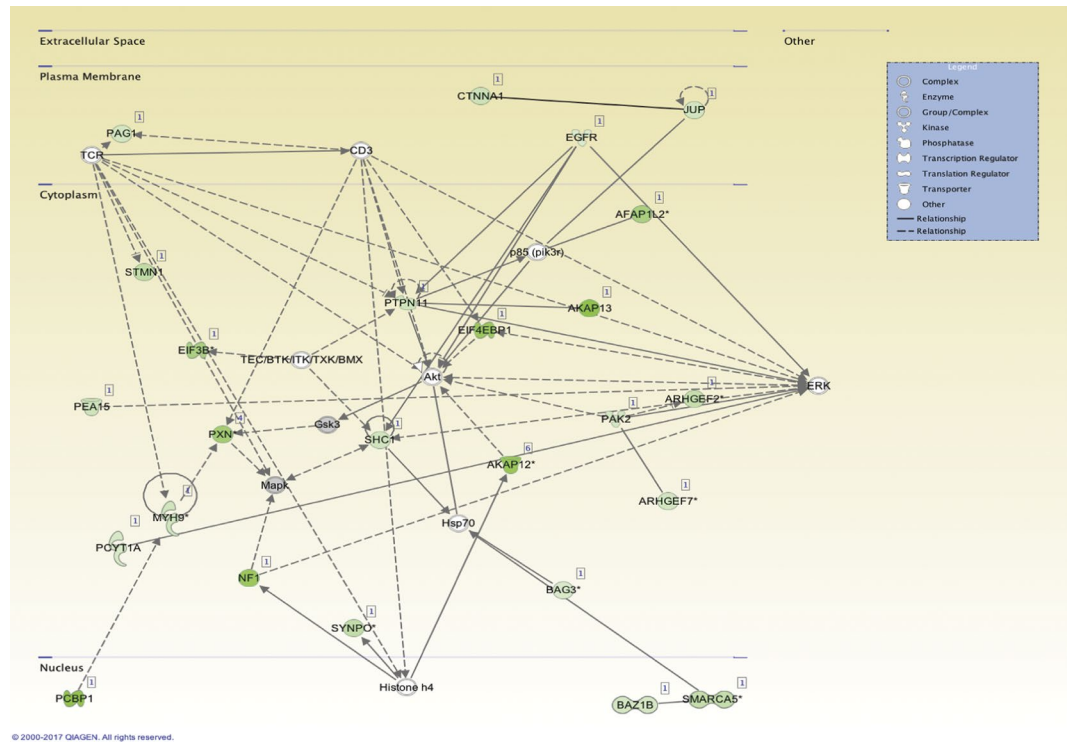 Extracellular Space
Other
Plasma Membrane
Legend
Complex
Enzyme
Group/Complex
Kinase
Phosphatase
Transcription Regulator
Translation Regulator
Transporter
Other
Relationship
Relationship
1
CTNNA1
1
JUP
1
PAG1
1
EGFR
TCR
CD3
Cytoplasm
1
AFAP1L2*
p85 (pik3r)
1
STMN1
1
PTPN11
1
AKAP13
1
EIF4EBP1
1
EIF3B*
TEC/BTK/ITK/TXK/BMX
Akt
ERK
1
PEA15
1
ARHGEF2*
1
PAK2
4
PXN*
Gsk3
1
SHC1
6
AKAP12*
Mapk
1
ARHGEF7*
MYH9*
Hsp70
1
PCYT1A
1
NF1
1
BAG3*
1
SYNPO*
Nucleus
Histone h4
1
PCBP1
1
BAZ1B
1
SMARCA5*
© 2000-2017 QIAGEN. All rights reserved.